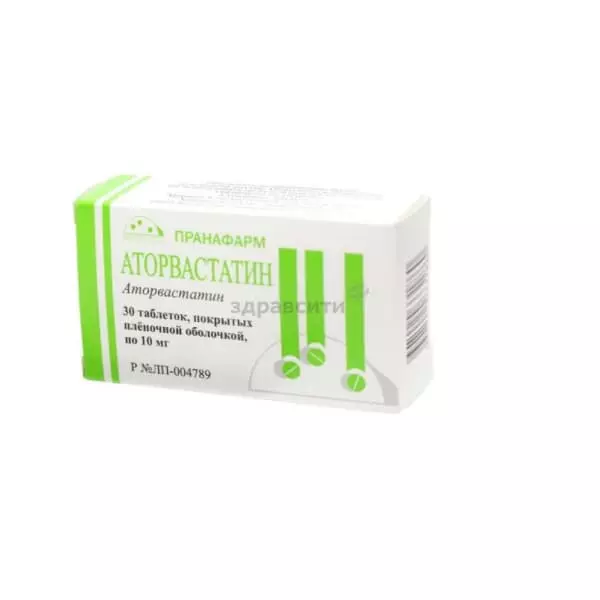 ПРАНАФАРМ
АТОРВАСТАТИН
Аторвастатин
здравсити
30 таблеток, покрытых
плёночной оболочкой,
по 10 мг
Р №ЛП-004789